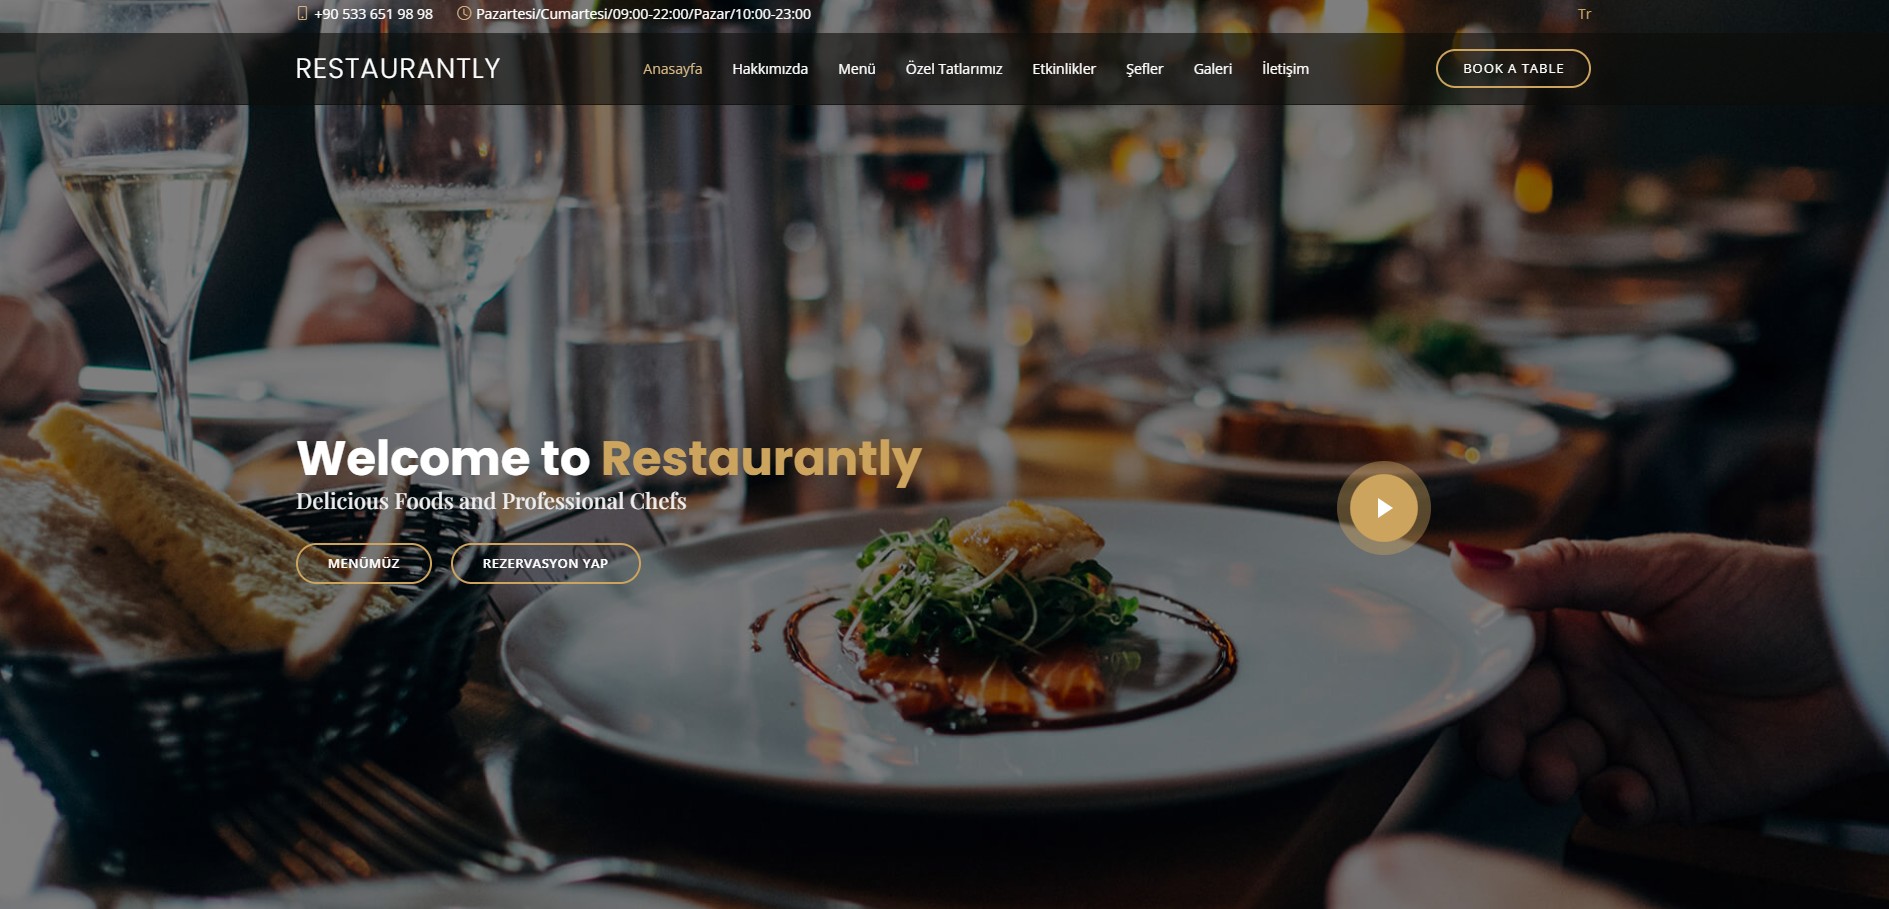 +90 533 651 98 98 Pazartesi/Cumartesi/09:00-22:00/Pazar/10:00-23:00 Tr
RESTAURANTLY Anasayfa Hakkımızda Menü Özel Tatlarımız Etkinlikler Şefler Galeri İletişim BOOK A TABLE
Welcome to Restaurantly
Delicious Foods and Professional Chefs
MENÜMÜZ REZERVASYON YAP